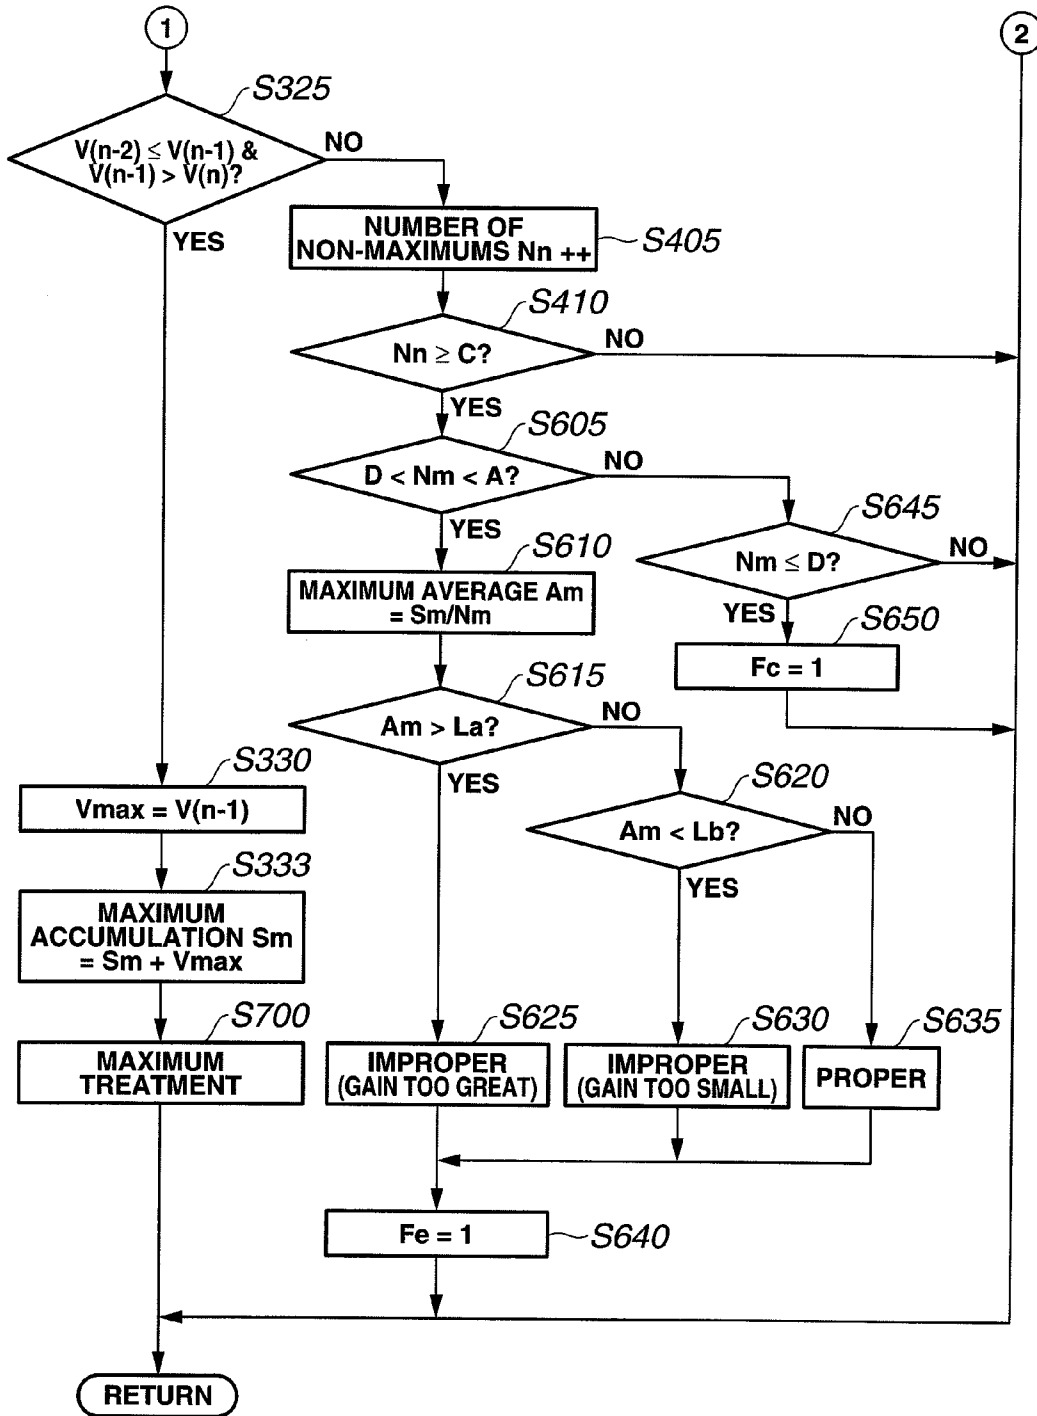 1
2
S325
V(n-2) ≤ V(n-1) &
V(n-1) > V(n)?
NO
YES
NUMBER OF
NON-MAXIMUMS Nn ++
S405
S410
Nn ≥ C?
NO
YES
S605
D < Nm < A?
NO
YES
S645
Nm ≤ D?
NO
YES
S610
MAXIMUM AVERAGE Am
= Sm/Nm
S650
Fc = 1
S615
Am > La?
NO
YES
S620
Am < Lb?
NO
YES
S330
Vmax = V(n-1)
S333
MAXIMUM
ACCUMULATION Sm
= Sm + Vmax
S700
MAXIMUM
TREATMENT
S625
IMPROPER
(GAIN TOO GREAT)
S630
IMPROPER
(GAIN TOO SMALL)
S635
PROPER
Fe = 1
S640
RETURN